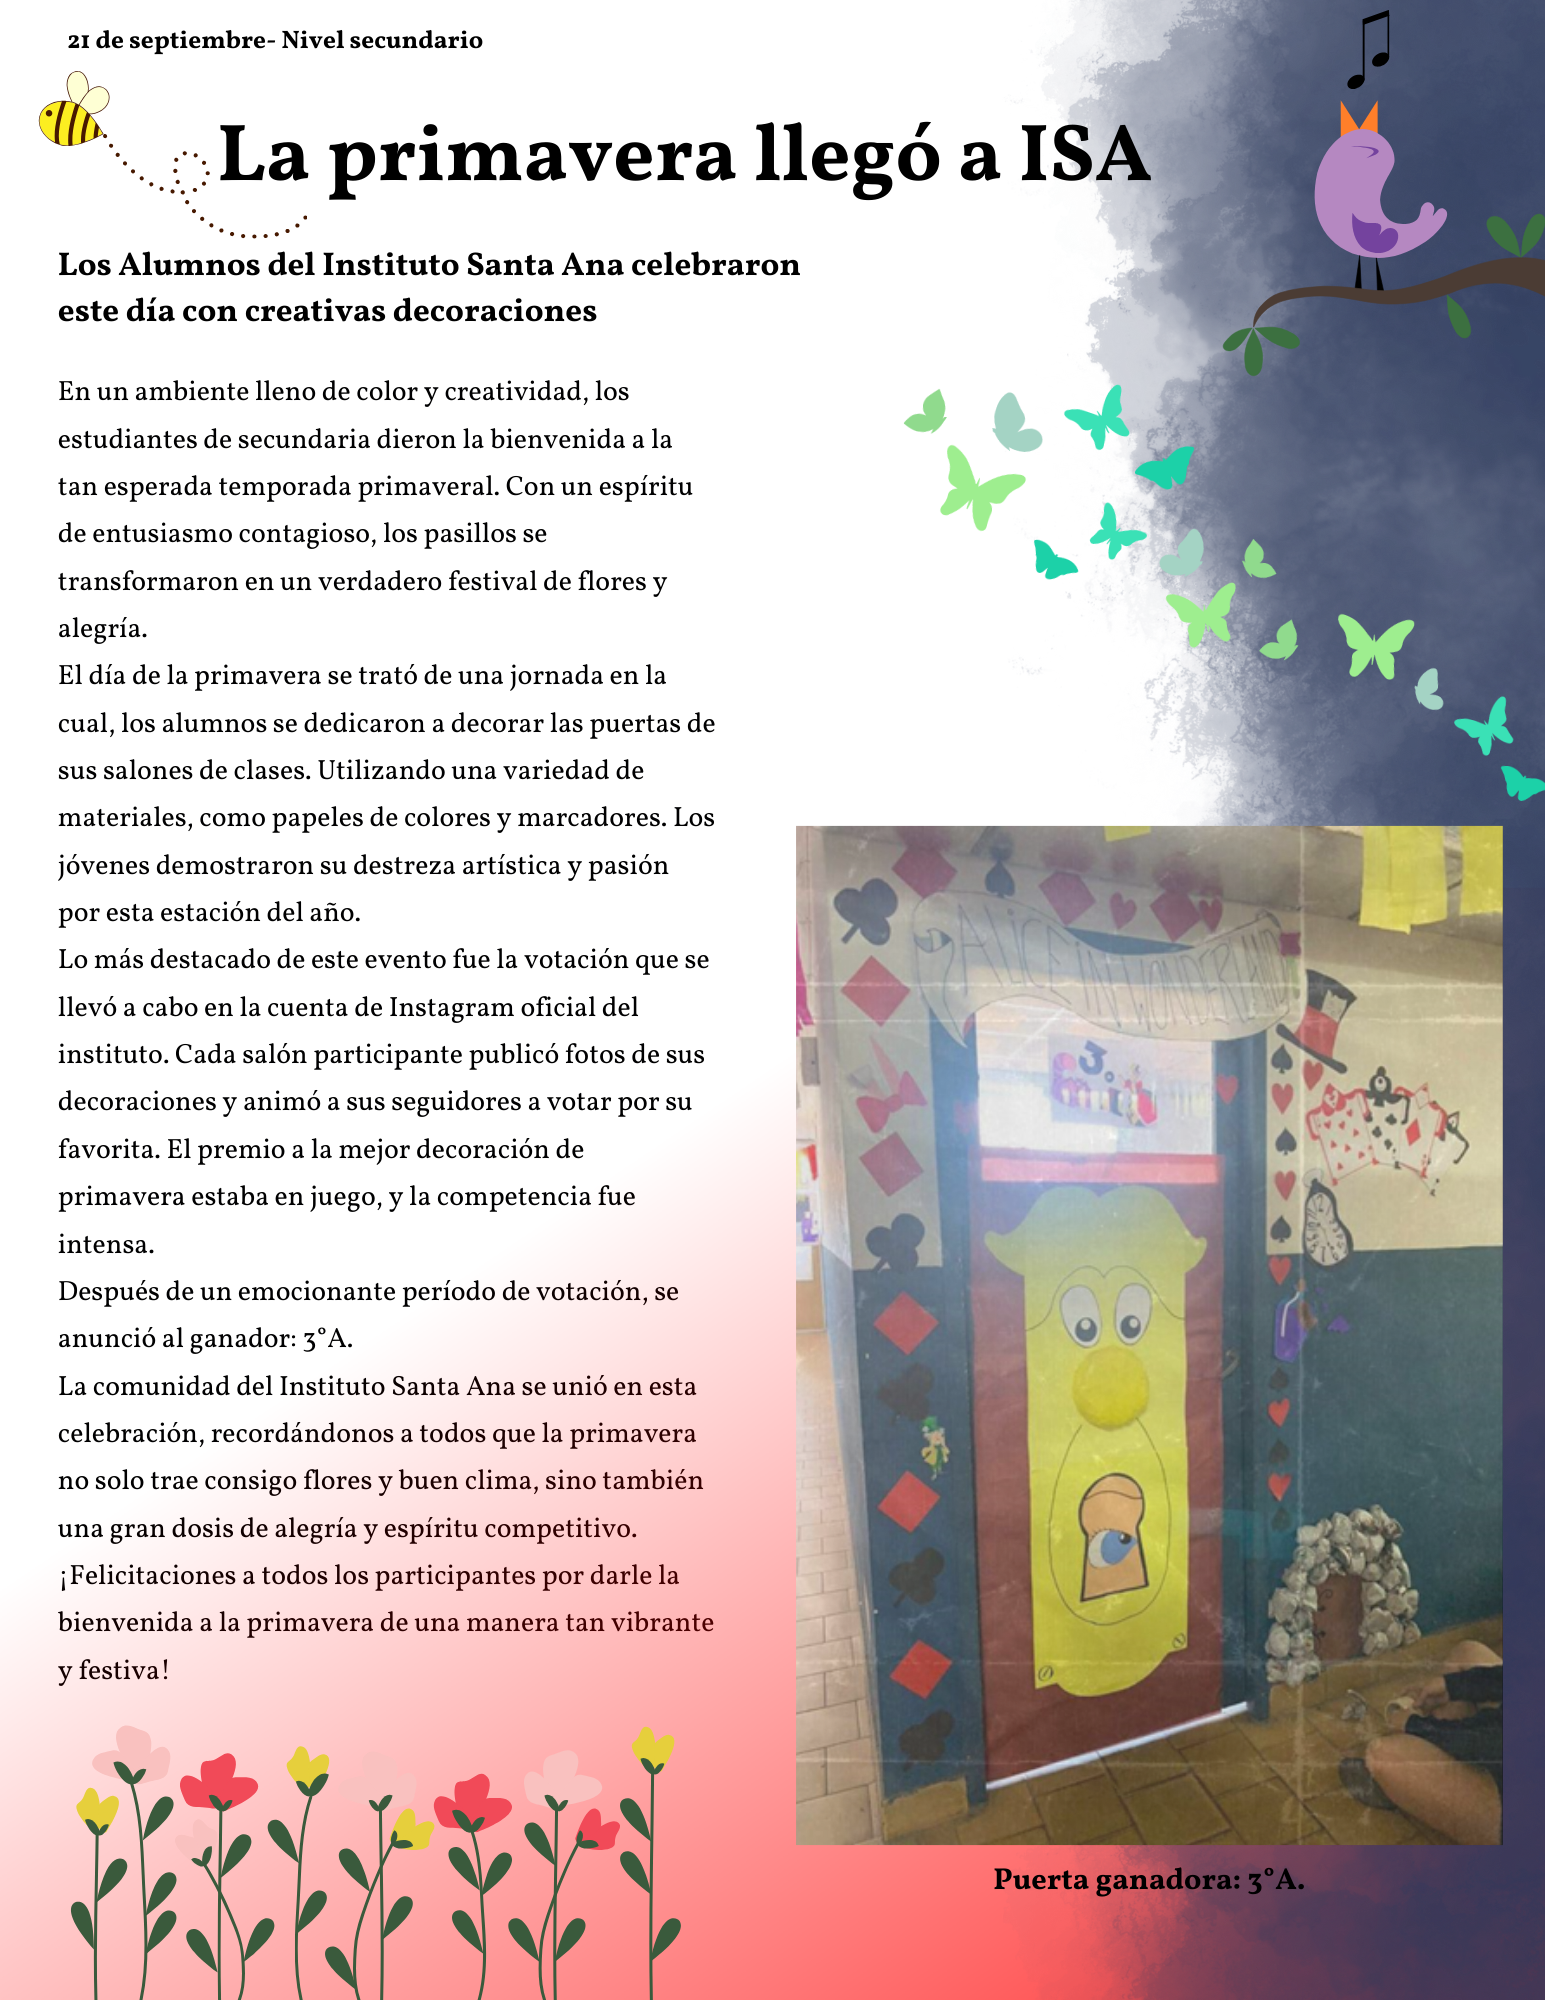 21 de septiembre- Nivel secundario
La primavera llegó a ISA
Los Alumnos del Instituto Santa Ana celebraron
este día con creativas decoraciones
En un ambiente lleno de color y creatividad, los
estudiantes de secundaria dieron la bienvenida a la
tan esperada temporada primaveral. Con un espíritu
de entusiasmo contagioso, los pasillos se
transformaron en un verdadero festival de flores y
alegría.
El día de la primavera se trató de una jornada en la
cual, los alumnos se dedicaron a decorar las puertas de
sus salones de clases. Utilizando una variedad de
materiales, como papeles de colores y marcadores. Los
jóvenes demostraron su destreza artística y pasión
por esta estación del año.
Lo más destacado de este evento fue la votación que se
llevó a cabo en la cuenta de Instagram oficial del
instituto. Cada salón participante publicó fotos de sus
decoraciones y animó a sus seguidores a votar por su
favorita. El premio a la mejor decoración de
primavera estaba en juego, y la competencia fue
intensa.
Después de un emocionante período de votación, se
anunció al ganador: 3°A.
La comunidad del Instituto Santa Ana se unió en esta
celebración, recordándonos a todos que la primavera
no solo trae consigo flores y buen clima, sino también
una gran dosis de alegría y espíritu competitivo.
¡Felicitaciones a todos los participantes por darle la
bienvenida a la primavera de una manera tan vibrante
y festiva!
ALICE IN WONDERLAND
3.
Puerta ganadora: 3°A.